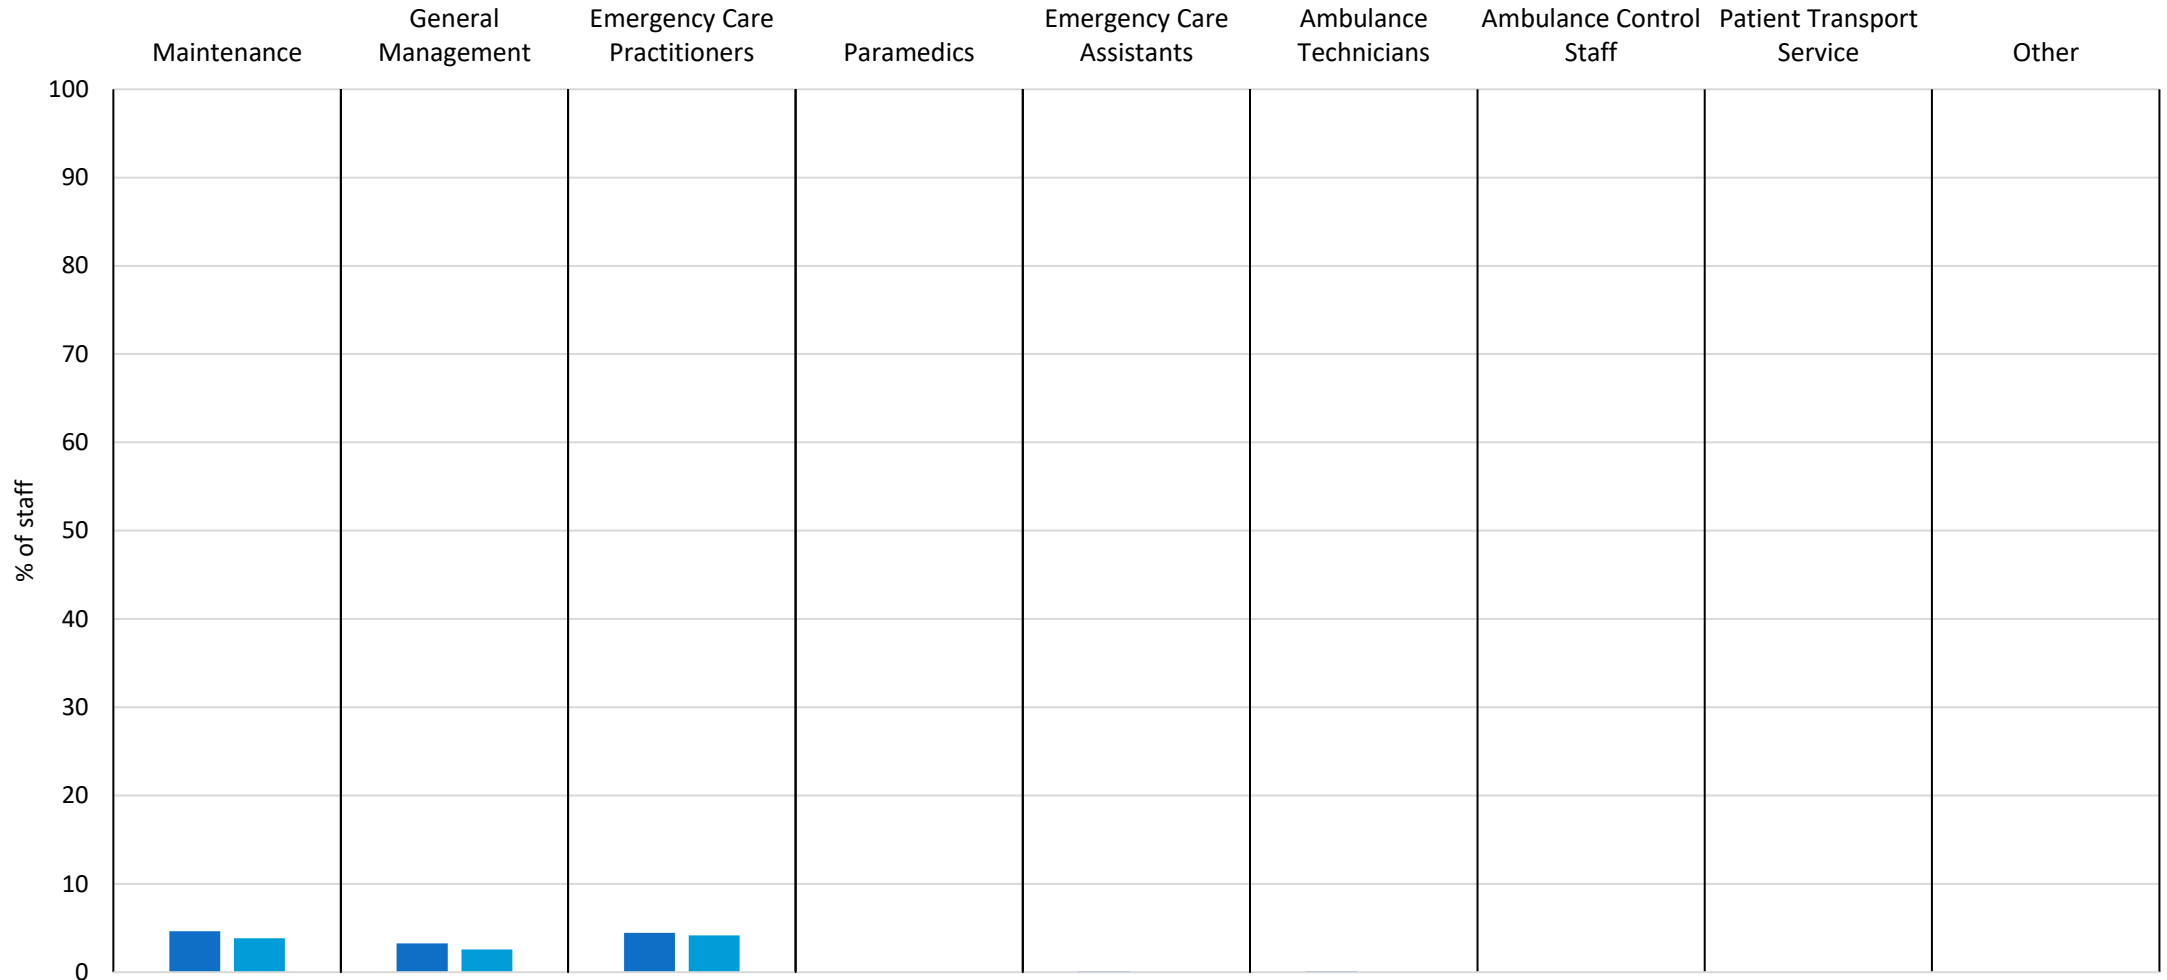 Maintenance
General
Management
Emergency Care
Practitioners
Paramedics
Emergency Care
Assistants
Ambulance
Technicians
Ambulance Control
Staff
Patient Transport
Service
Other
100
90
80
70
60
50
40
30
20
10
0
% of staff